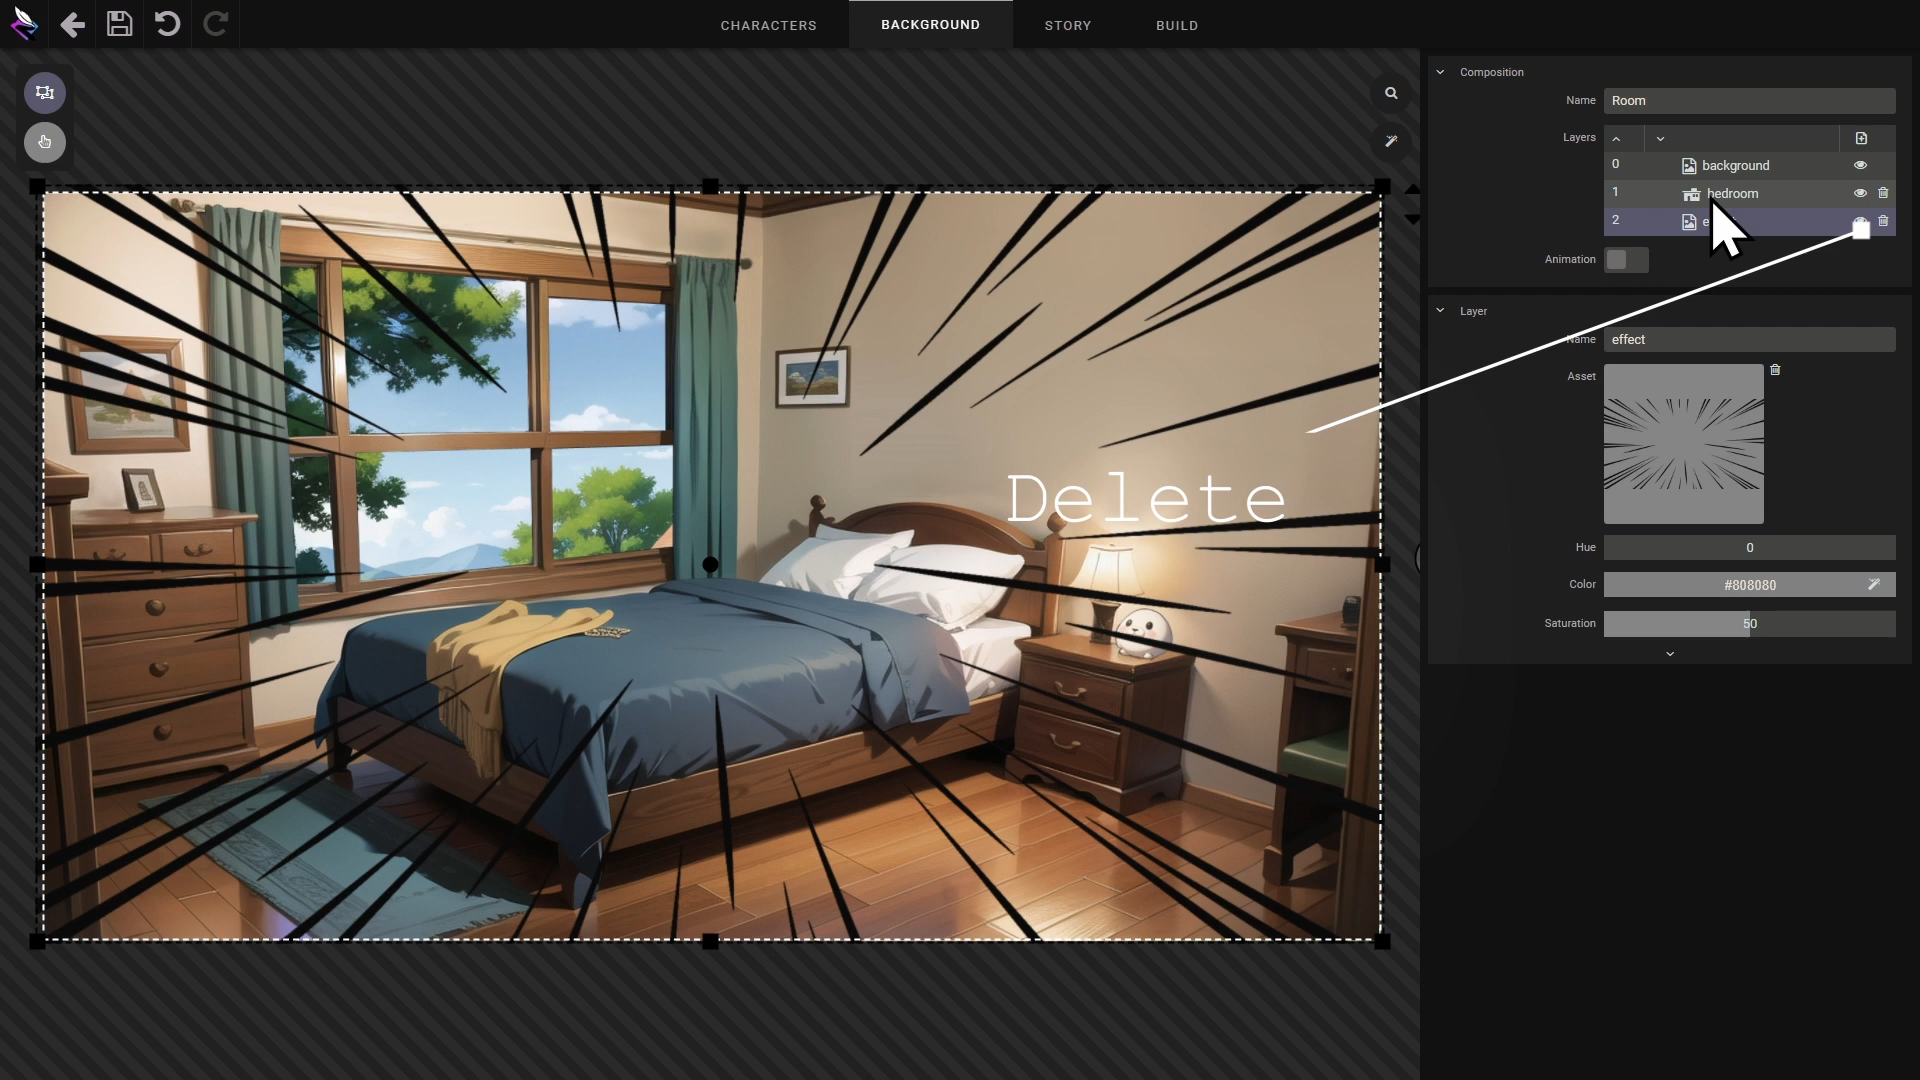 CHARACTERS
BACKGROUND
STORY
BUILD
Composition
Name
Room
Layers
0
background
1
bedroom
2
Animation
Layer
Name
effect
Asset
Delete
Hue
0
Color
#808080
Saturation
50